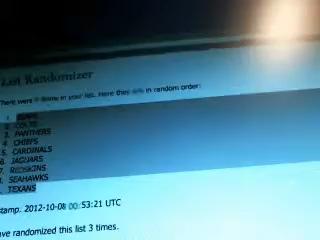 List Randomizer
There were items in your list. Here they are in random order:
1.
2. COLTS
3. PANTHERS
4. CHIEFS
5. CARDINALS
6. JAGUARS
7. REDSKINS
8. SEAHAWKS
TEXANS
stamp: 2012-10-08 00:53:21 UTC
ave randomized this list 3 times.